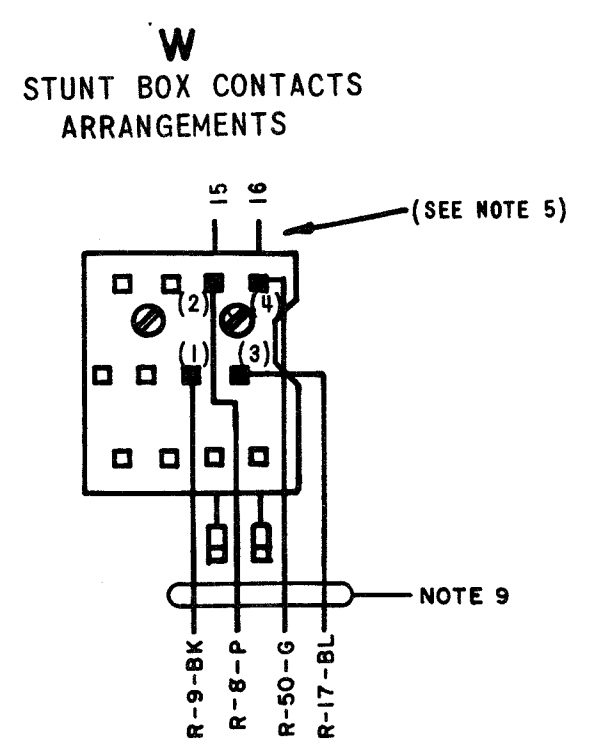 W
STUNT BOX CONTACTS
ARRANGEMENTS
15 16
(SEE NOTE 5)
(2) (4)
(1) (3)
NOTE 9
R-9-BK
R-8-P
R-50-G
R-17-BL